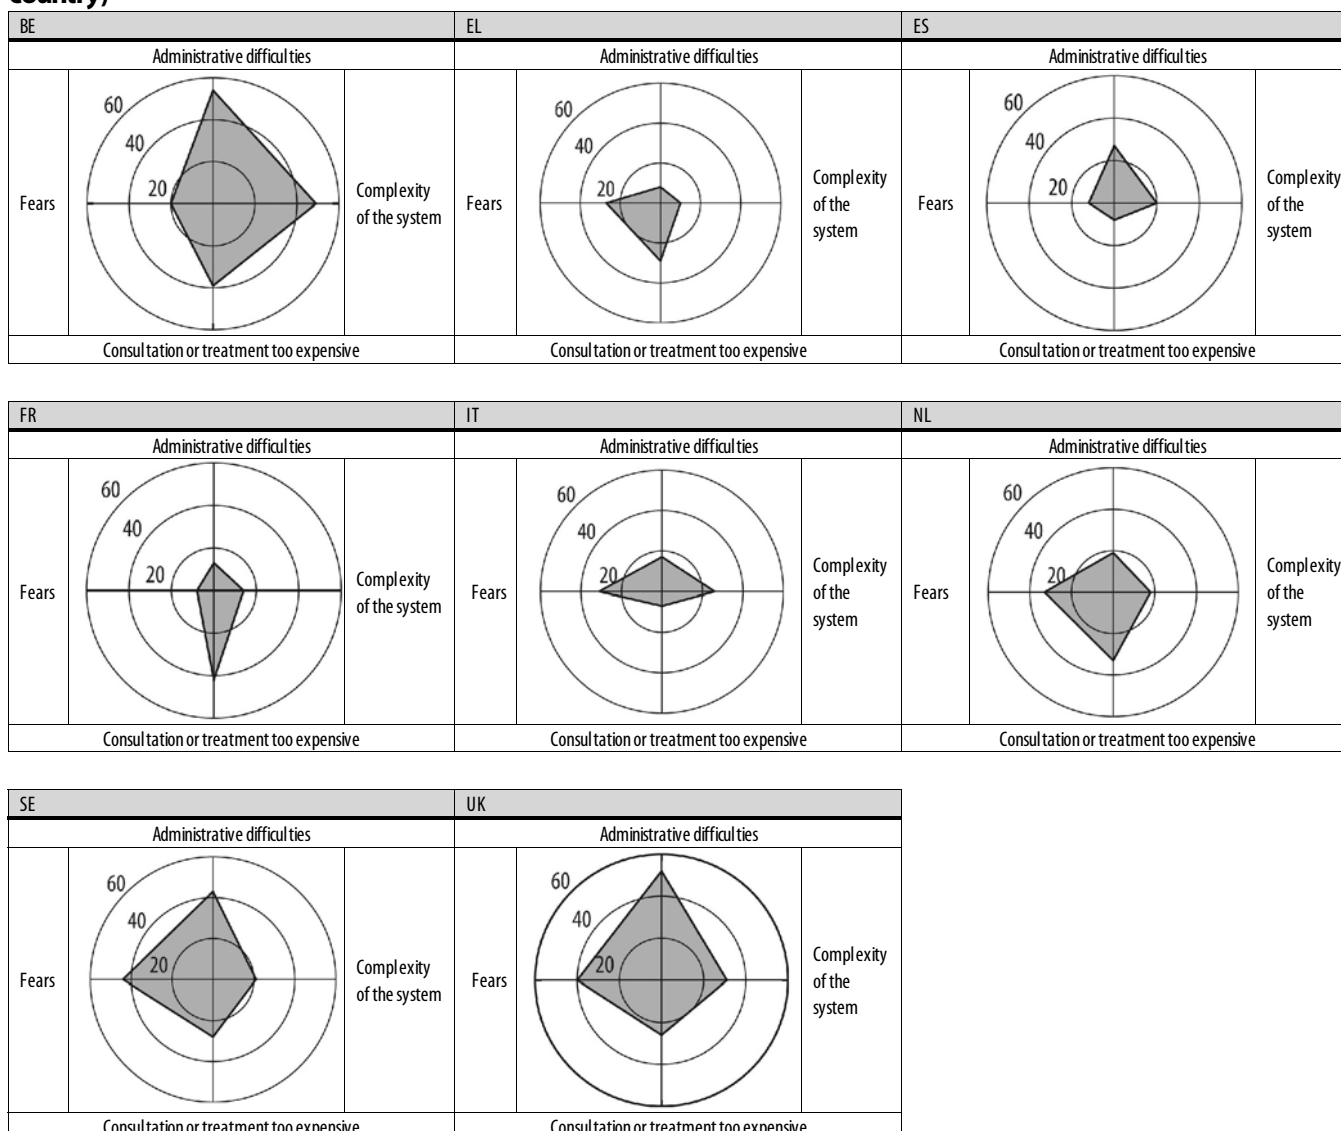 country)
BE EL ES
Administrative difficulties Administrative difficulties Administrative difficulties
60 60 60
40 40 40
20 20 20
Fears Complexity of the system Fears Complexity of the system Fears Complexity of the system
Consultation or treatment too expensive Consultation or treatment too expensive Consultation or treatment too expensive
FR IT NL
Administrative difficulties Administrative difficulties Administrative difficulties
60 60 60
40 40 40
20 20 20
Fears Complexity of the system Fears Complexity of the system Fears Complexity of the system
Consultation or treatment too expensive Consultation or treatment too expensive Consultation or treatment too expensive
SE UK
Administrative difficulties Administrative difficulties
60 60
40 40
20 20
Fears Complexity of the system Fears Complexity of the system
Consultation or treatment too expensive Consultation or treatment too expensive